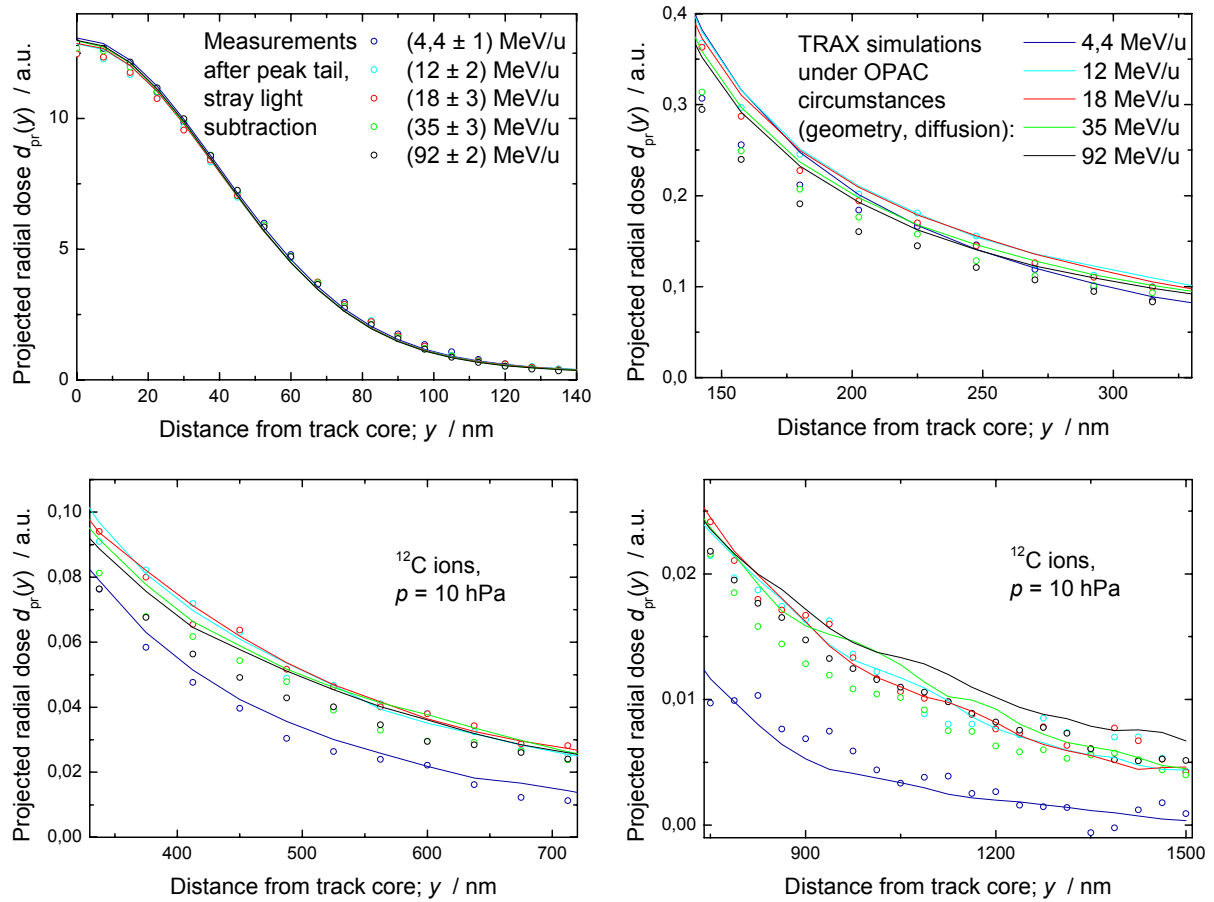 Projected radial dose d_pr(y) / a.u.
10
5
0
0 20 40 60 80 100 120 140
Distance from track core; y / nm
Measurements
after peak tail,
stray light
subtraction
(4,4 ± 1) MeV/u
(12 ± 2) MeV/u
(18 ± 3) MeV/u
(35 ± 3) MeV/u
(92 ± 2) MeV/u
Projected radial dose d_pr(y) / a.u.
0,4
0,3
0,2
0,1
0,0
150 200 250 300
Distance from track core; y / nm
TRAX simulations
under OPAC
circumstances
(geometry, diffusion):
4,4 MeV/u
12 MeV/u
18 MeV/u
35 MeV/u
92 MeV/u
Projected radial dose d_pr(y) / a.u.
0,10
0,08
0,06
0,04
0,02
0,00
400 500 600 700
Distance from track core; y / nm
¹²C ions,
p = 10 hPa
Projected radial dose d_pr(y) / a.u.
0,02
0,01
0,00
900 1200 1500
Distance from track core; y / nm
¹²C ions,
p = 10 hPa